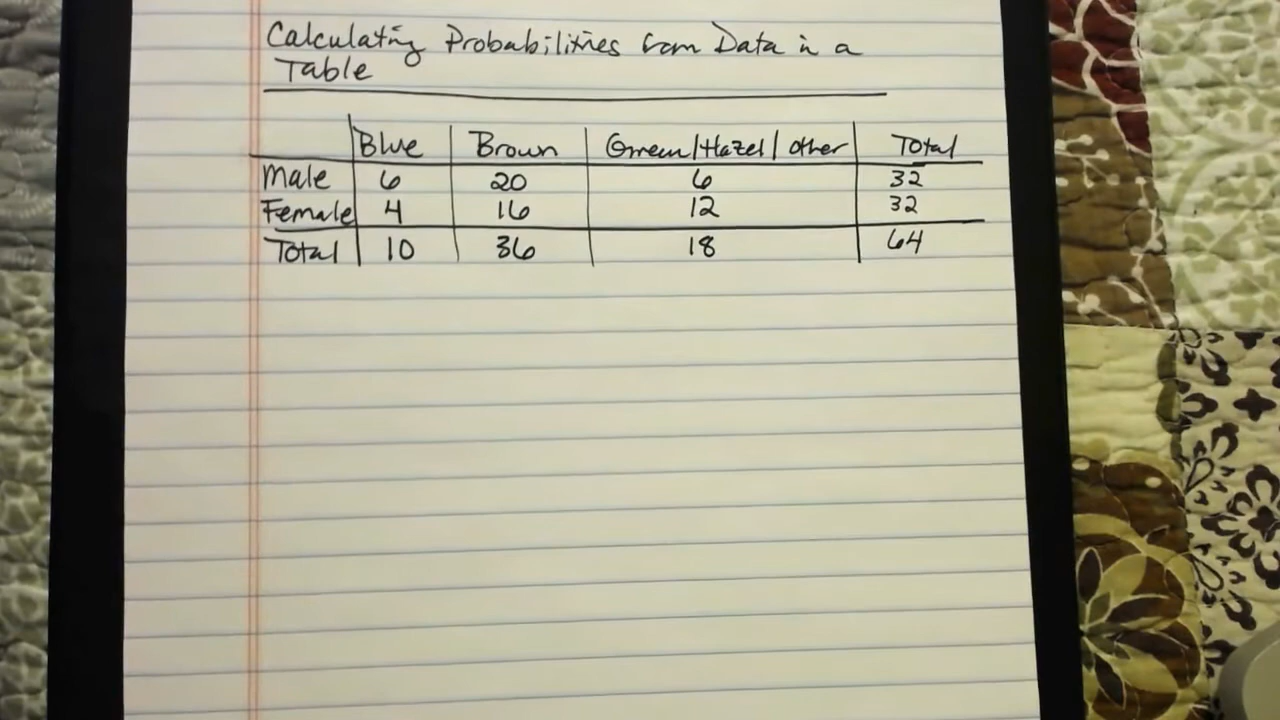 Calculating Probabilities from Data in a
Table
Blue Brown Green/Hazel/other Total
Male 6 20 6 32
Female 4 16 12 32
Total 10 36 18 64